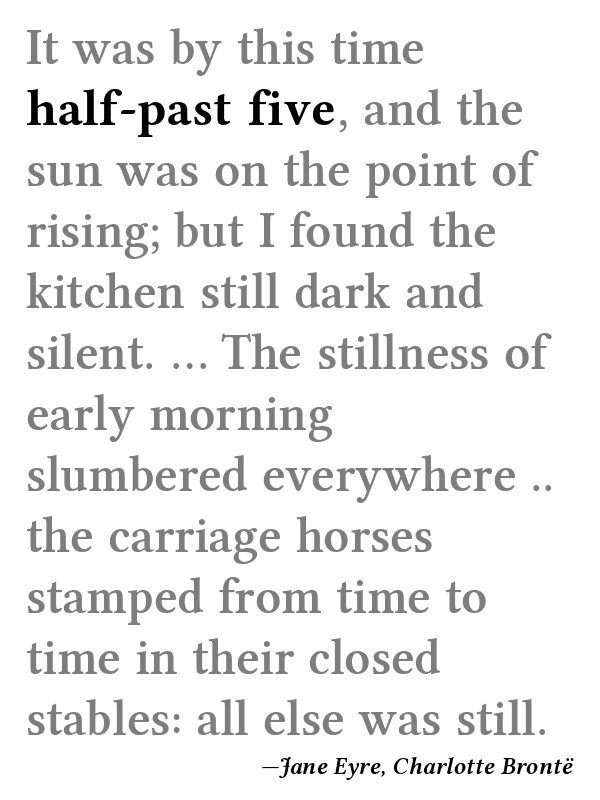 It was by this time
half-past five, and the
sun was on the point of
rising; but I found the
kitchen still dark and
silent. ... The stillness of
early morning
slumbered everywhere ..
the carriage horses
stamped from time to
time in their closed
stables: all else was still.
—Jane Eyre, Charlotte Brontë